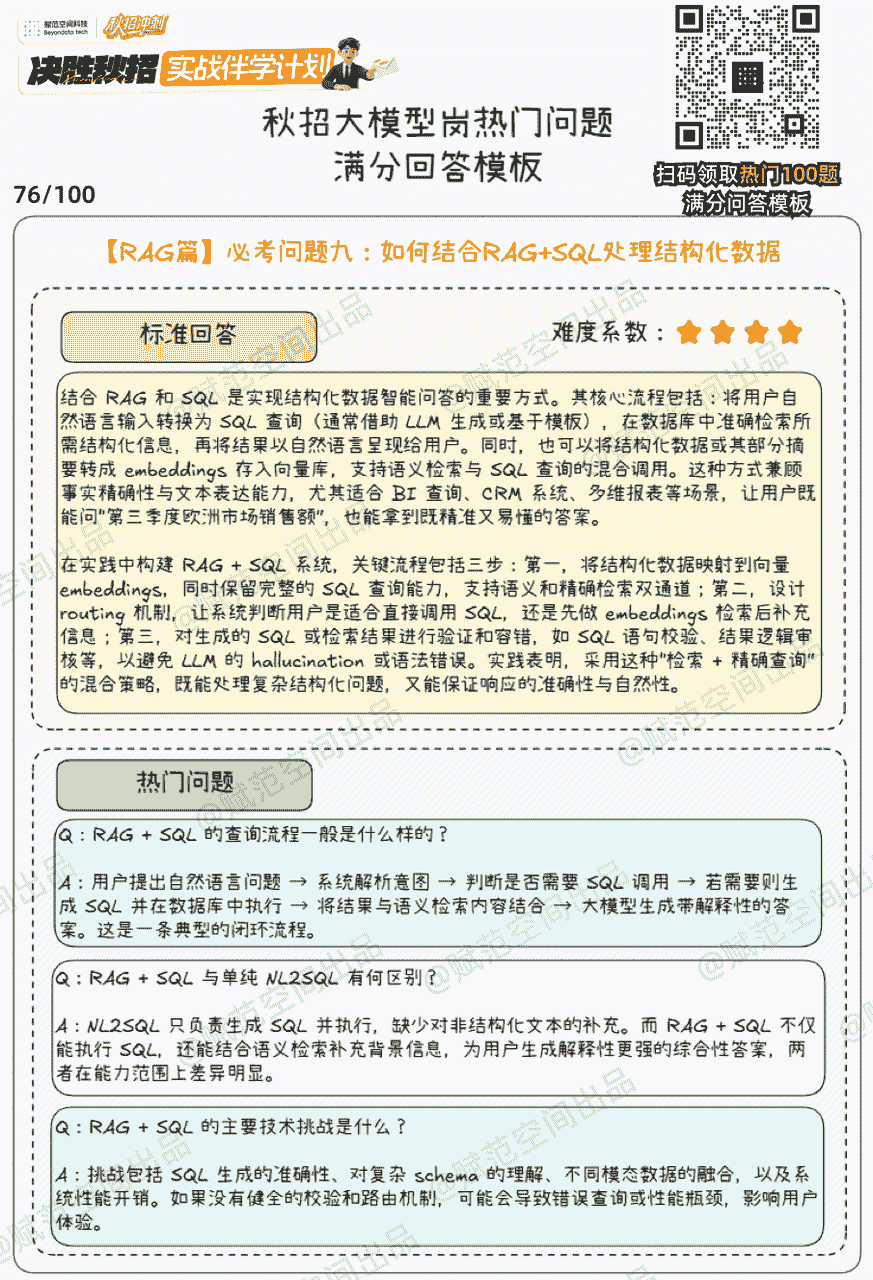 赋范空间科技
Beyondata tech
秋招冲刺
决胜秋招 实战伴学计划
秋招大模型岗热门问题
满分回答模板
扫码领取热门100题
满分问答模板
76/100
【RAG篇】必考问题九：如何结合RAG+SQL处理结构化数据
标准回答
难度系数：
结合 RAG 和 SQL 是实现结构化数据智能问答的重要方式。其核心流程包括：将用户自
然语言输入转换为 SQL 查询（通常借助 LLM 生成或基于模板），在数据库中准确检索所
需结构化信息，再将结果以自然语言呈现给用户。同时，也可以将结构化数据或其部分摘
要转成 embeddings 存入向量库，支持语义检索与 SQL 查询的混合调用。这种方式兼顾
事实精确性与文本表达能力，尤其适合 BI 查询、CRM 系统、多维报表等场景，让用户既
能问"第三季度欧洲市场销售额"，也能拿到既精准又易懂的答案。
在实践中构建 RAG + SQL 系统，关键流程包括三步：第一，将结构化数据映射到向量
embeddings，同时保留完整的 SQL 查询能力，支持语义和精确检索双通道；第二，设计
routing 机制，让系统判断用户是适合直接调用 SQL，还是先做 embeddings 检索后补充
信息；第三，对生成的 SQL 或检索结果进行验证和容错，如 SQL 语句校验、结果逻辑审
核等，以避免 LLM 的 hallucination 或语法错误。实践表明，采用这种"检索 + 精确查询"
的混合策略，既能处理复杂结构化问题，又能保证响应的准确性与自然性。
热门问题
Q：RAG + SQL 的查询流程一般是什么样的？
A：用户提出自然语言问题 → 系统解析意图 → 判断是否需要 SQL 调用 → 若需要则生
成 SQL 并在数据库中执行 → 将结果与语义检索内容结合 → 大模型生成带解释性的答
案。这是一条典型的闭环流程。
Q：RAG + SQL 与单纯 NL2SQL 有何区别？
A：NL2SQL 只负责生成 SQL 并执行，缺少对非结构化文本的补充。而 RAG + SQL 不仅
能执行 SQL，还能结合语义检索补充背景信息，为用户生成解释性更强的综合性答案，两
者在能力范围上差异明显。
Q：RAG + SQL 的主要技术挑战是什么？
A：挑战包括 SQL 生成的准确性、对复杂 schema 的理解、不同模态数据的融合，以及系
统性能开销。如果没有健全的校验和路由机制，可能会导致错误查询或性能瓶颈，影响用户
体验。
@赋范空间出品